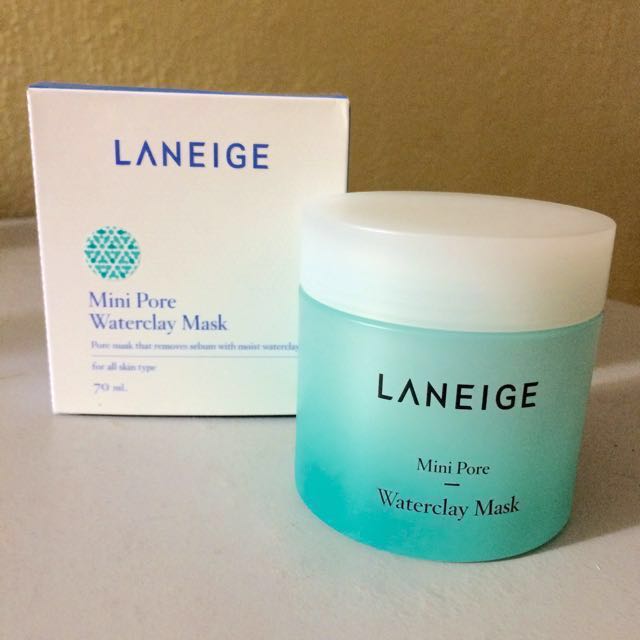 LANEIGE
Mini Pore
Waterclay Mask
Pore mask that removes sebum with moist waterclay
for all skin type
70 ml.
LANEIGE
Mini Pore
Waterclay Mask